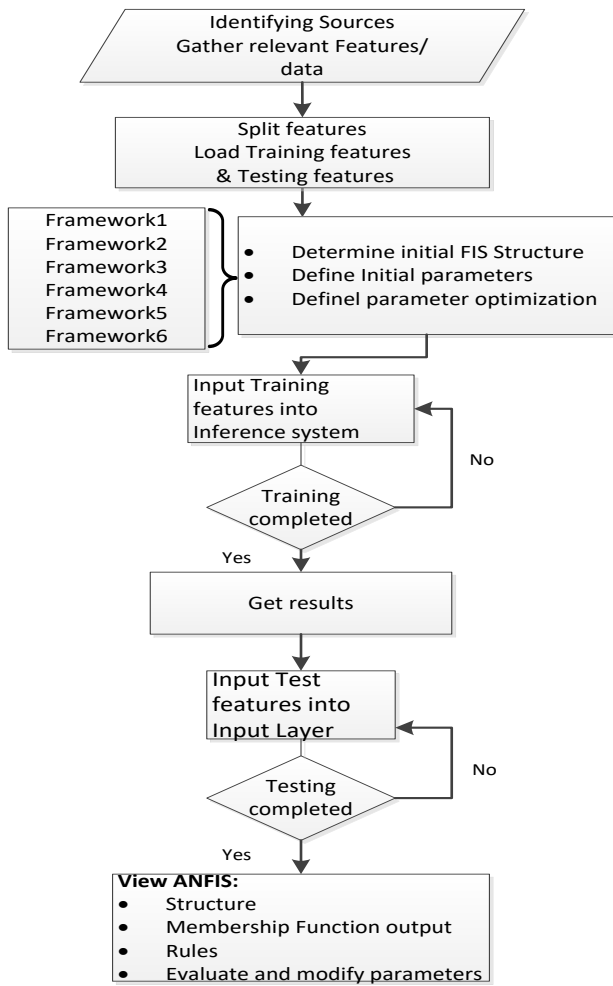 Identifying Sources
Gather relevant Features/
data
Split features
Load Training features
& Testing features
Framework1
Framework2
Framework3
Framework4
Framework5
Framework6
• Determine initial FIS Structure
• Define Initial parameters
• Definel parameter optimization
Input Training
features into
Inference system
No
Training
completed
Yes
Get results
Input Test
features into
Input Layer
No
Testing
completed
Yes
View ANFIS:
• Structure
• Membership Function output
• Rules
• Evaluate and modify parameters